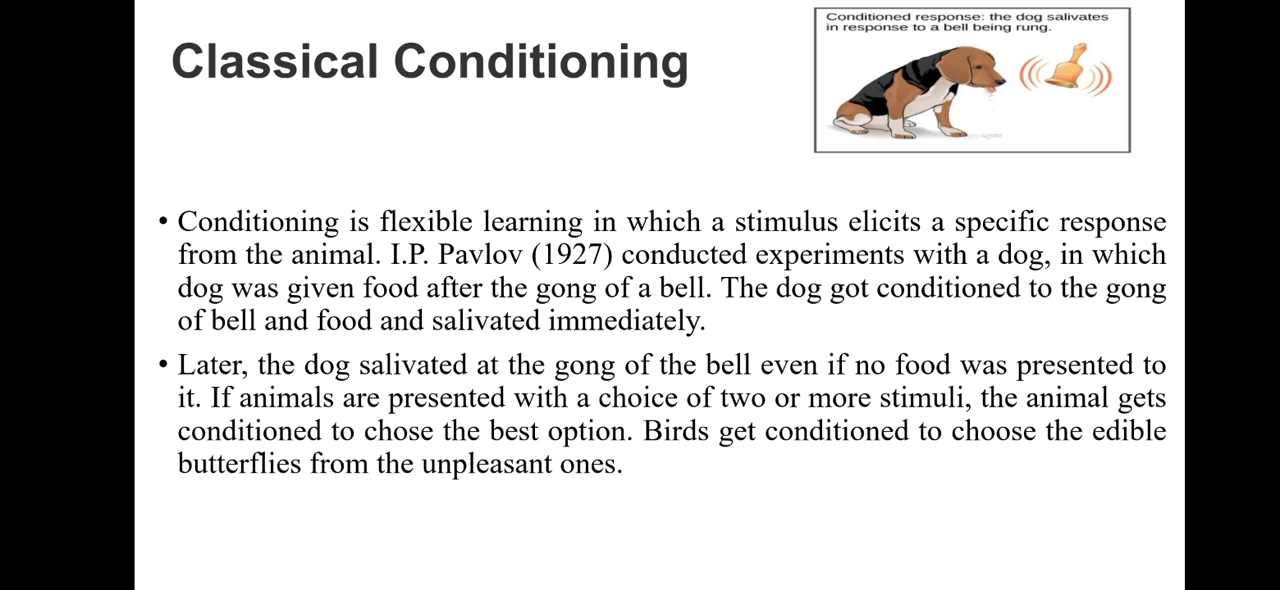 Classical Conditioning
Conditioned response: the dog salivates
in response to a bell being rung.
• Conditioning is flexible learning in which a stimulus elicits a specific response
from the animal. I.P. Pavlov (1927) conducted experiments with a dog, in which
dog was given food after the gong of a bell. The dog got conditioned to the gong
of bell and food and salivated immediately.
• Later, the dog salivated at the gong of the bell even if no food was presented to
it. If animals are presented with a choice of two or more stimuli, the animal gets
conditioned to chose the best option. Birds get conditioned to choose the edible
butterflies from the unpleasant ones.